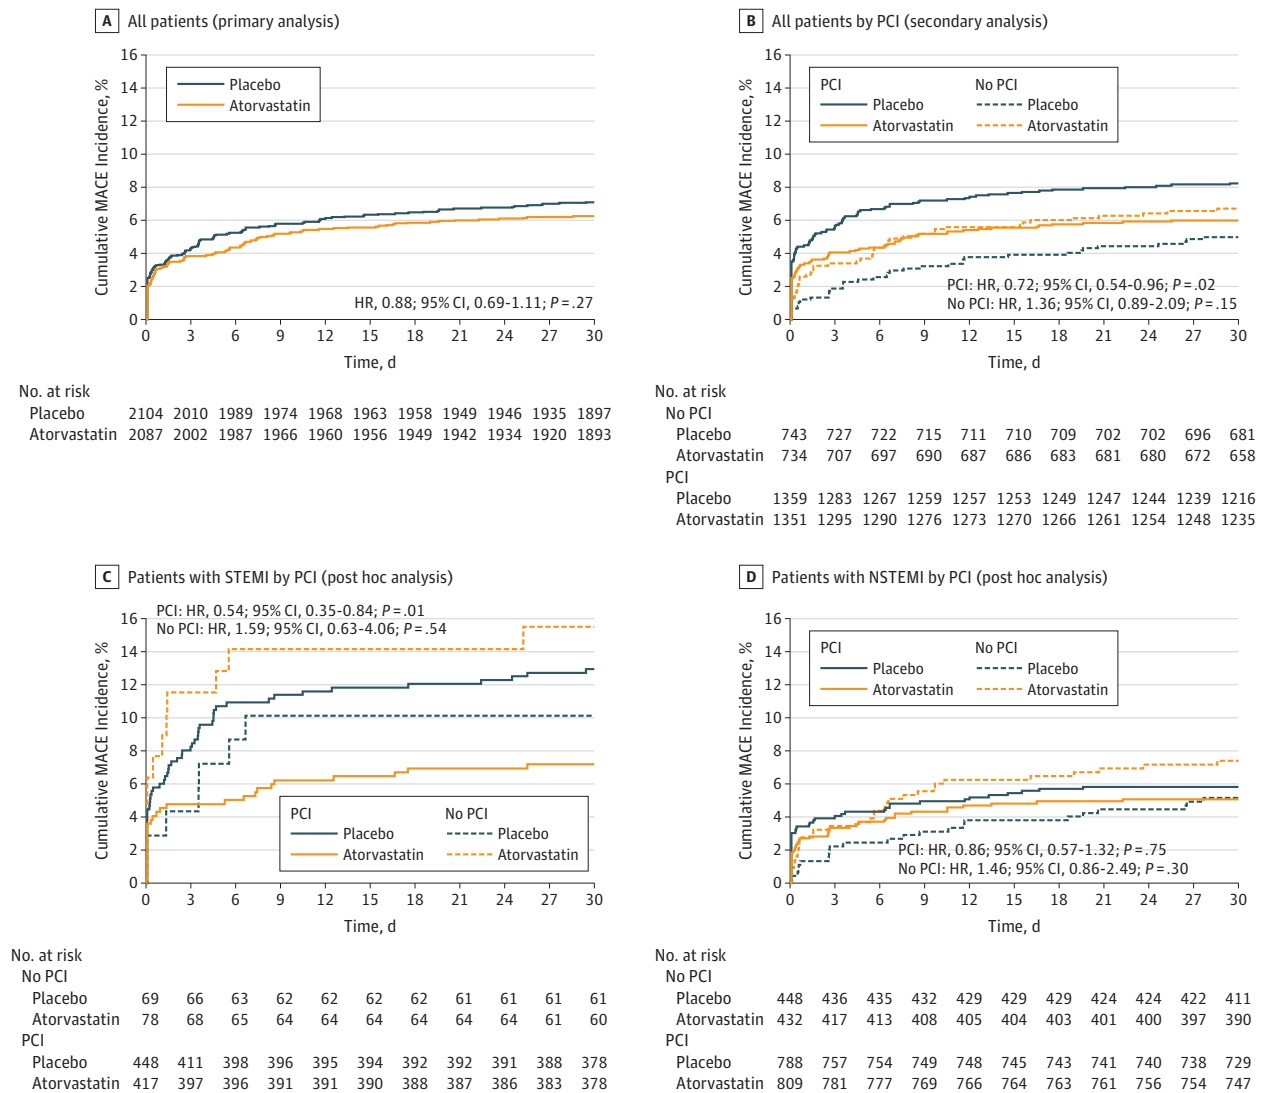 A All patients (primary analysis)
16
14
12
10
8
6
4
2
0
Cumulative MACE Incidence, %
Placebo
Atorvastatin
HR, 0.88; 95% CI, 0.69-1.11; P = .27
0 3 6 9 12 15 18 21 24 27 30
Time, d
No. at risk
Placebo 2104 2010 1989 1974 1968 1963 1958 1949 1946 1935 1897
Atorvastatin 2087 2002 1987 1966 1960 1956 1949 1942 1934 1920 1893
B All patients by PCI (secondary analysis)
16
14
12
10
8
6
4
2
0
Cumulative MACE Incidence, %
PCI No PCI
Placebo Placebo
Atorvastatin Atorvastatin
PCI: HR, 0.72; 95% CI, 0.54-0.96; P = .02
No PCI: HR, 1.36; 95% CI, 0.89-2.09; P = .15
0 3 6 9 12 15 18 21 24 27 30
Time, d
No. at risk
No PCI
Placebo 743 727 722 715 711 710 709 702 702 696 681
Atorvastatin 734 707 697 690 687 686 683 681 680 672 658
PCI
Placebo 1359 1283 1267 1259 1257 1253 1249 1247 1244 1239 1216
Atorvastatin 1351 1295 1290 1276 1273 1270 1266 1261 1254 1248 1235
C Patients with STEMI by PCI (post hoc analysis)
PCI: HR, 0.54; 95% CI, 0.35-0.84; P = .01
No PCI: HR, 1.59; 95% CI, 0.63-4.06; P = .54
16
14
12
10
8
6
4
2
0
Cumulative MACE Incidence, %
PCI No PCI
Placebo Placebo
Atorvastatin Atorvastatin
0 3 6 9 12 15 18 21 24 27 30
Time, d
No. at risk
No PCI
Placebo 69 66 63 62 62 62 62 61 61 61 61
Atorvastatin 78 68 65 64 64 64 64 64 64 61 60
PCI
Placebo 448 411 398 396 395 394 392 392 391 388 378
Atorvastatin 417 397 396 391 391 390 388 387 386 383 378
D Patients with NSTEMI by PCI (post hoc analysis)
16
14
12
10
8
6
4
2
0
Cumulative MACE Incidence, %
PCI No PCI
Placebo Placebo
Atorvastatin Atorvastatin
PCI: HR, 0.86; 95% CI, 0.57-1.32; P = .75
No PCI: HR, 1.46; 95% CI, 0.86-2.49; P = .30
0 3 6 9 12 15 18 21 24 27 30
Time, d
No. at risk
No PCI
Placebo 448 436 435 432 429 429 429 424 424 422 411
Atorvastatin 432 417 413 408 405 404 403 401 400 397 390
PCI
Placebo 788 757 754 749 748 745 743 741 740 738 729
Atorvastatin 809 781 777 769 766 764 763 761 756 754 747